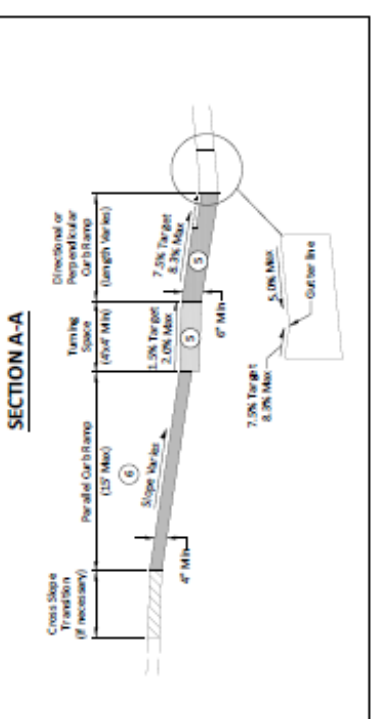 SECTION A-A
Cross Slope
Transition
(if necessary)
Parallel Curb Ramp
(15' Max)
Turning
Space
(4'x4' Min)
Directional or
Perpendicular
Curb Ramp
(Length Varies)
6
Slope Varies
4" Min
1.5% Target
2.0% Max
5
6" Min
7.5% Target
8.3% Max
5
7.5% Target
8.3% Max
5.0% Max
Gutter line